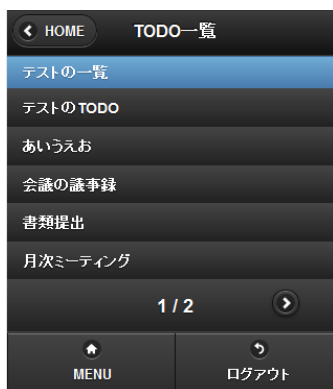 HOME TODO一覧
テストの一覧
テストのTODO
あいうえお
会議の議事録
書類提出
月次ミーティング
1 / 2
MENU ログアウト